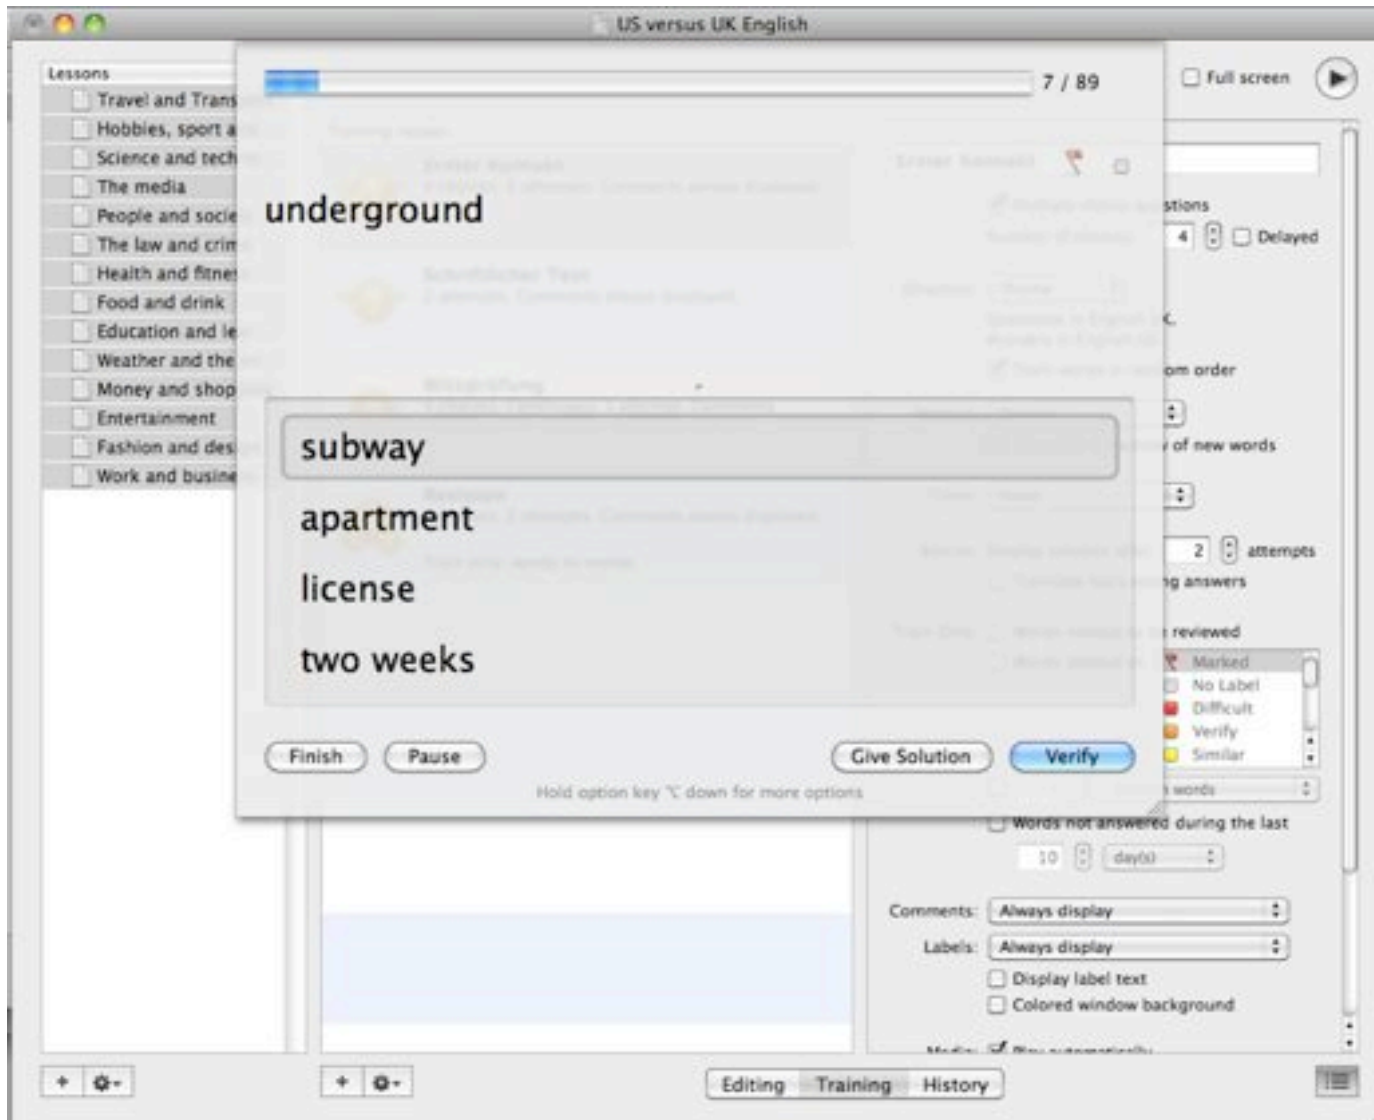 US versus UK English
Lessons
Travel and Trans
Hobbies, sport a
Science and tech
The media
People and socie
The law and crim
Health and fitnes
Food and drink
Education and le
Weather and the
Money and shop
Entertainment
Fashion and des
Work and busine
7 / 89
underground
subway
apartment
license
two weeks
Finish
Pause
Give Solution
Verify
Hold option key ⌥ down for more options
Full screen
stions
4
Delayed
om order
of new words
2
attempts
ng answers
reviewed
Marked
No Label
Difficult
Verify
Similar
words
Words not answered during the last
10
day(s)
Comments:
Always display
Labels:
Always display
Display label text
Colored window background
Editing
Training
History